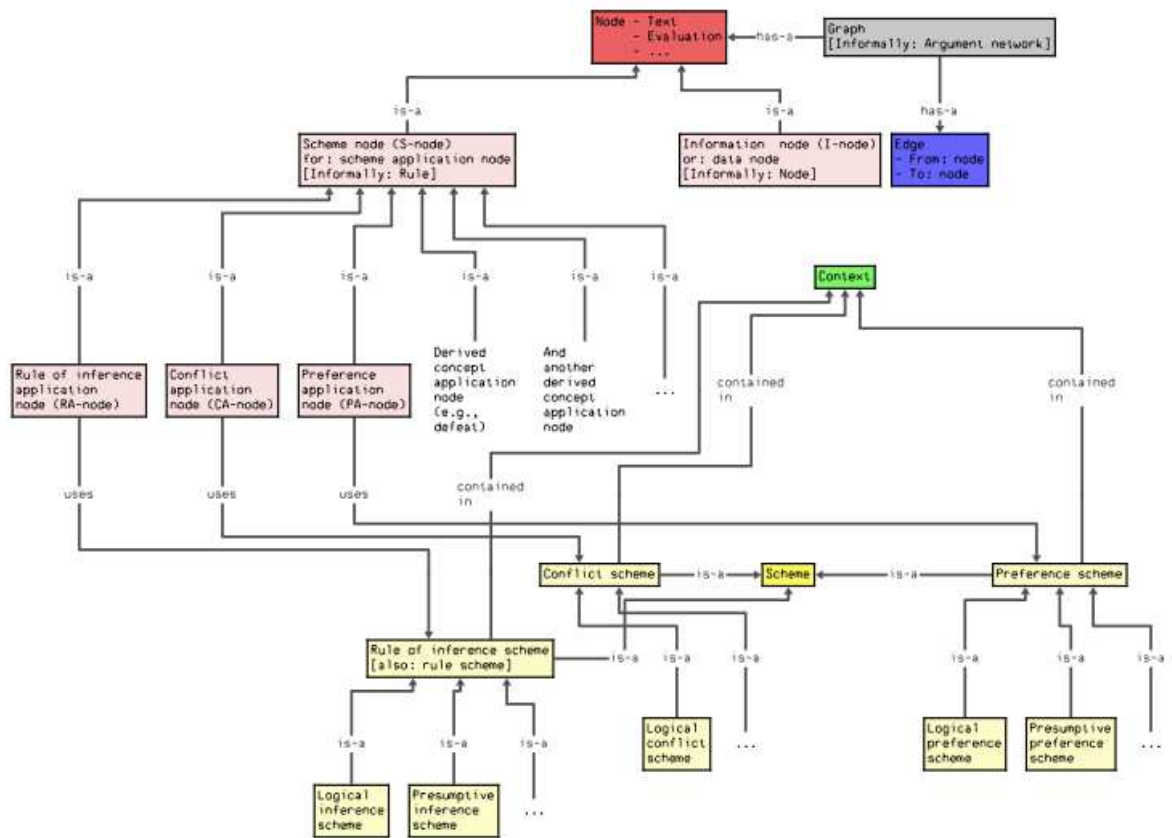 Node - Text
- Evaluation
- ...
has-a
Graph
[Informally: Argument network]
is-a
is-a
has-a
Scheme node (S-node)
for: scheme application node
[Informally: Rule]
Information node (I-node)
or: data node
[Informally: Node]
Edge
- From: node
- To: node
is-a
is-a
is-a
is-a
is-a
is-a
Context
Rule of inference
application
node (RA-node)
Conflict
application
node (CA-node)
Preference
application
node (PA-node)
Derived
concept
application
node
(e.g.,
defeat)
And
another
derived
concept
application
node
...
contained
in
contained
in
uses
uses
uses
contained
in
Conflict scheme
is-a
Scheme
is-a
Preference scheme
Rule of inference scheme
[also: rule scheme]
is-a
is-a
is-a
is-a
is-a
is-a
Logical
conflict
scheme
...
Logical
preference
scheme
Presumptive
preference
scheme
...
is-a
is-a
is-a
Logical
inference
scheme
Presumptive
inference
scheme
...